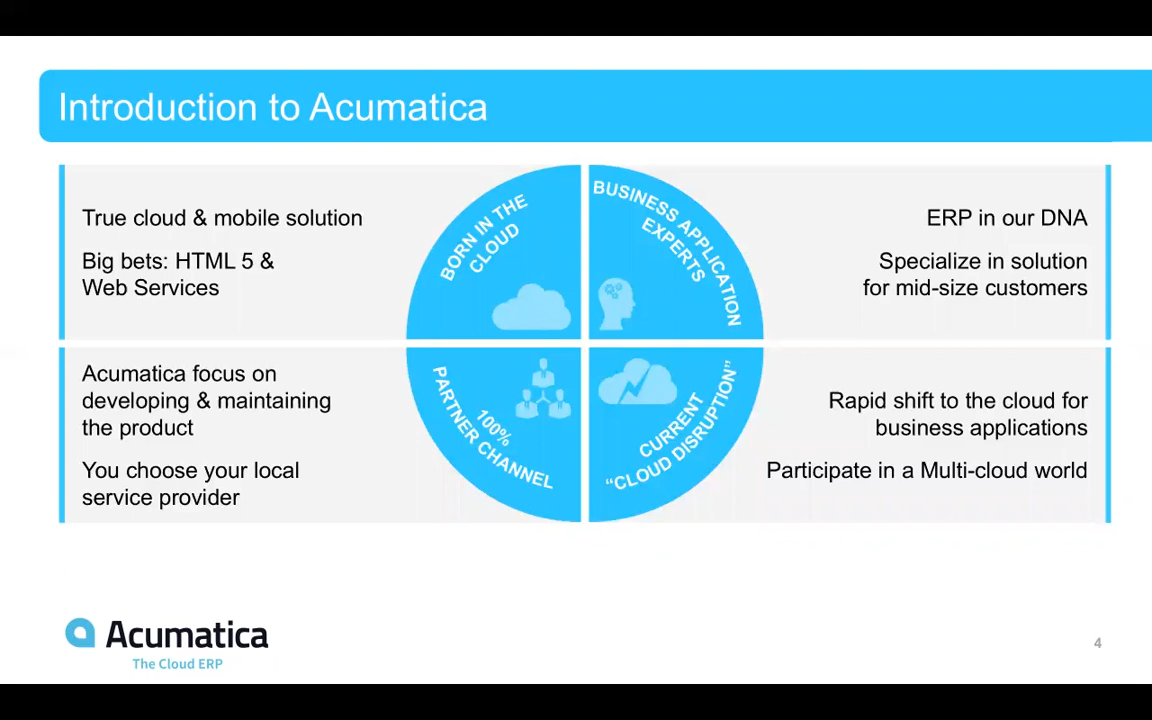 Introduction to Acumatica
True cloud & mobile solution
Big bets: HTML 5 &
Web Services
BORN IN THE
CLOUD
BUSINESS APPLICATION
EXPERTS
ERP in our DNA
Specialize in solution
for mid-size customers
Acumatica focus on
developing & maintaining
the product
You choose your local
service provider
100%
PARTNER CHANNEL
CURRENT
“CLOUD DISRUPTION”
Rapid shift to the cloud for
business applications
Participate in a Multi-cloud world
Acumatica
The Cloud ERP
4